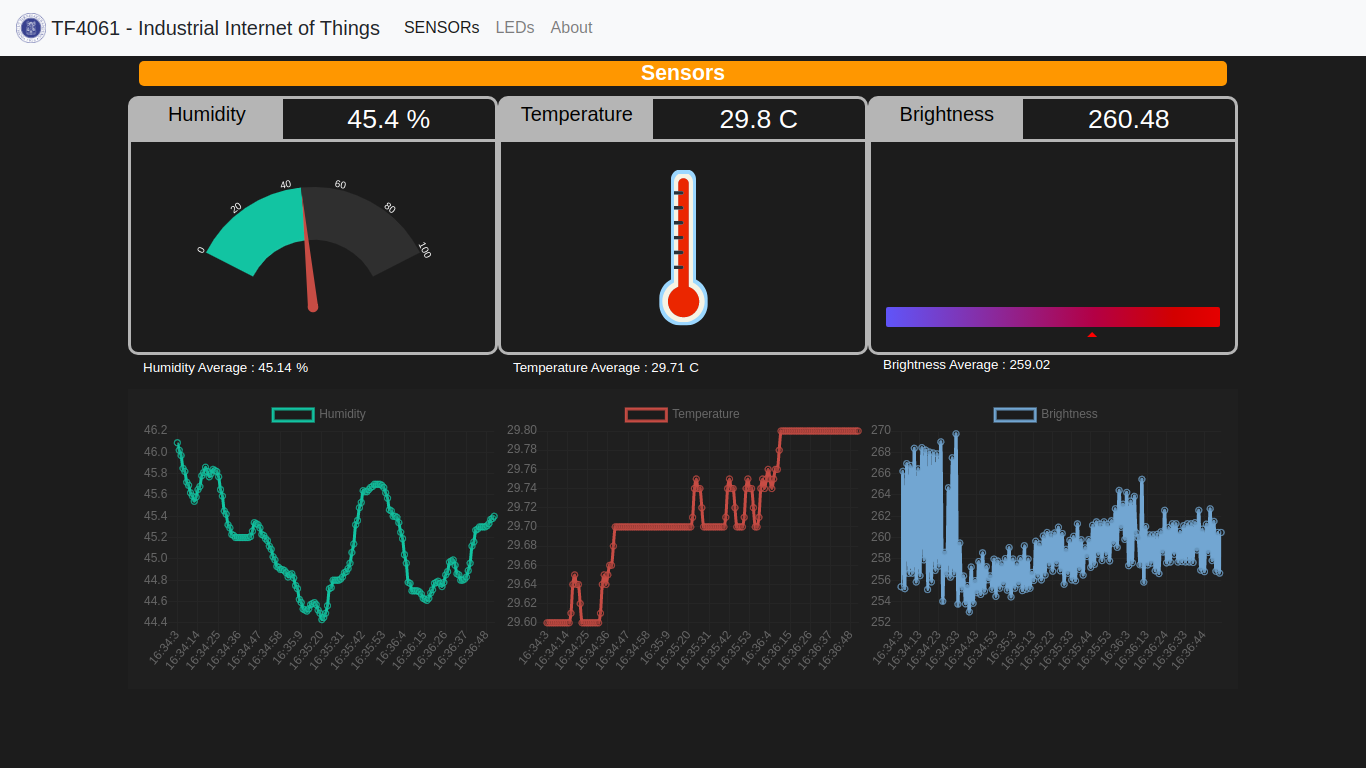 TF4061 - Industrial Internet of Things SENSORs LEDs About
Sensors
Humidity 45.4 %
Temperature 29.8 C
Brightness 260.48
0 20 40 60 80 100
Humidity Average : 45.14 %
Temperature Average : 29.71 C
Brightness Average : 259.02
Humidity
46.2
46.0
45.8
45.6
45.4
45.2
45.0
44.8
44.6
44.4
16:34:3 16:34:14 16:34:25 16:34:36 16:34:47 16:34:58 16:35:9 16:35:20 16:35:31 16:35:42 16:35:53 16:36:4 16:36:15 16:36:26 16:36:37 16:36:48
Temperature
29.80
29.78
29.76
29.74
29.72
29.70
29.68
29.66
29.64
29.62
29.60
16:34:3 16:34:14 16:34:25 16:34:36 16:34:47 16:34:58 16:35:9 16:35:20 16:35:31 16:35:42 16:35:53 16:36:4 16:36:15 16:36:26 16:36:37 16:36:48
Brightness
270
268
266
264
262
260
258
256
254
252
16:34:3 16:34:13 16:34:23 16:34:33 16:34:43 16:34:53 16:35:3 16:35:13 16:35:23 16:35:33 16:35:43 16:35:53 16:36:3 16:36:13 16:36:24 16:36:33 16:36:44